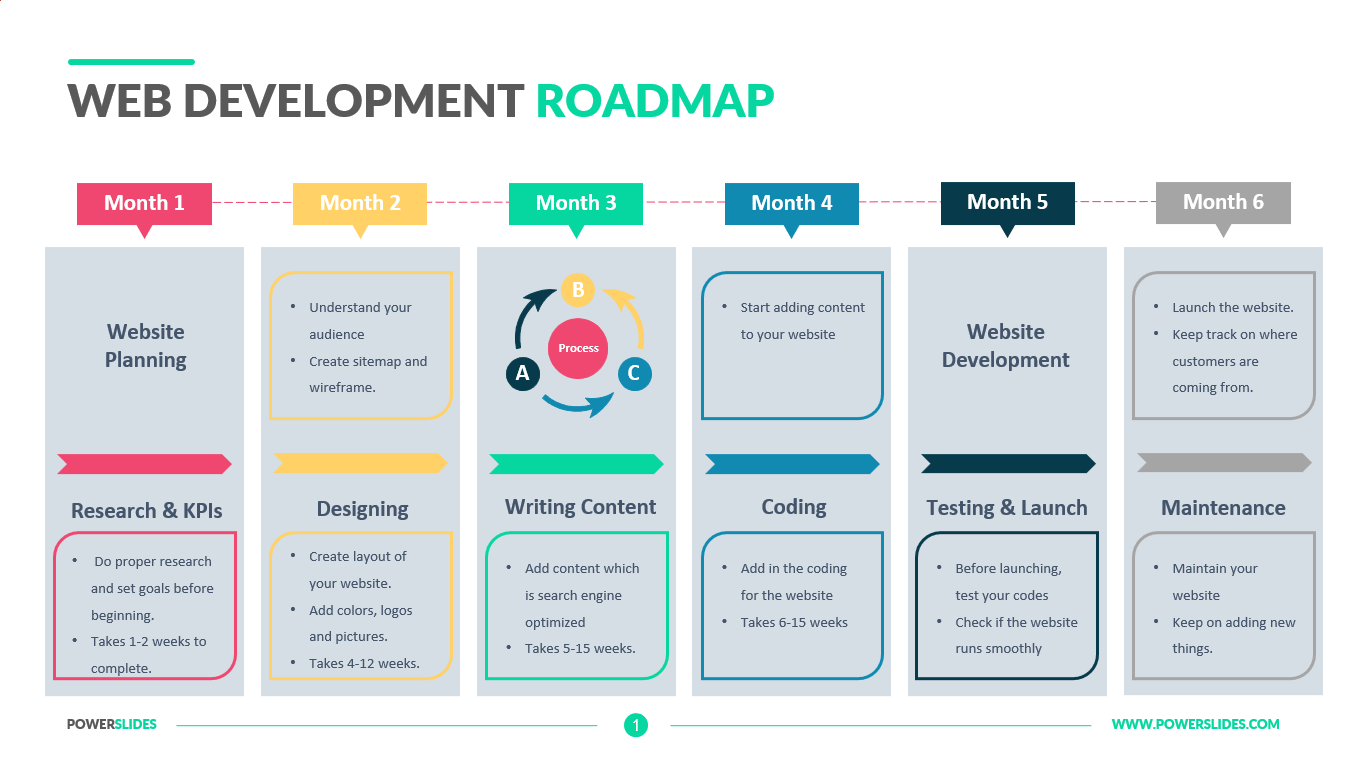 WEB DEVELOPMENT ROADMAP
Month 1
Month 2
Month 3
Month 4
Month 5
Month 6
Website
Planning
• Understand your
audience
• Create sitemap and
wireframe.
B
Process
A
C
• Start adding content
to your website
Website
Development
• Launch the website.
• Keep track on where
customers are
coming from.
Research & KPIs
• Do proper research
and set goals before
beginning.
• Takes 1-2 weeks to
complete.
Designing
• Create layout of
your website.
• Add colors, logos
and pictures.
• Takes 4-12 weeks.
Writing Content
• Add content which
is search engine
optimized
• Takes 5-15 weeks.
Coding
• Add in the coding
for the website
• Takes 6-15 weeks
Testing & Launch
• Before launching,
test your codes
• Check if the website
runs smoothly
Maintenance
• Maintain your
website
• Keep on adding new
things.
POWERSLIDES
1
WWW.POWERSLIDES.COM